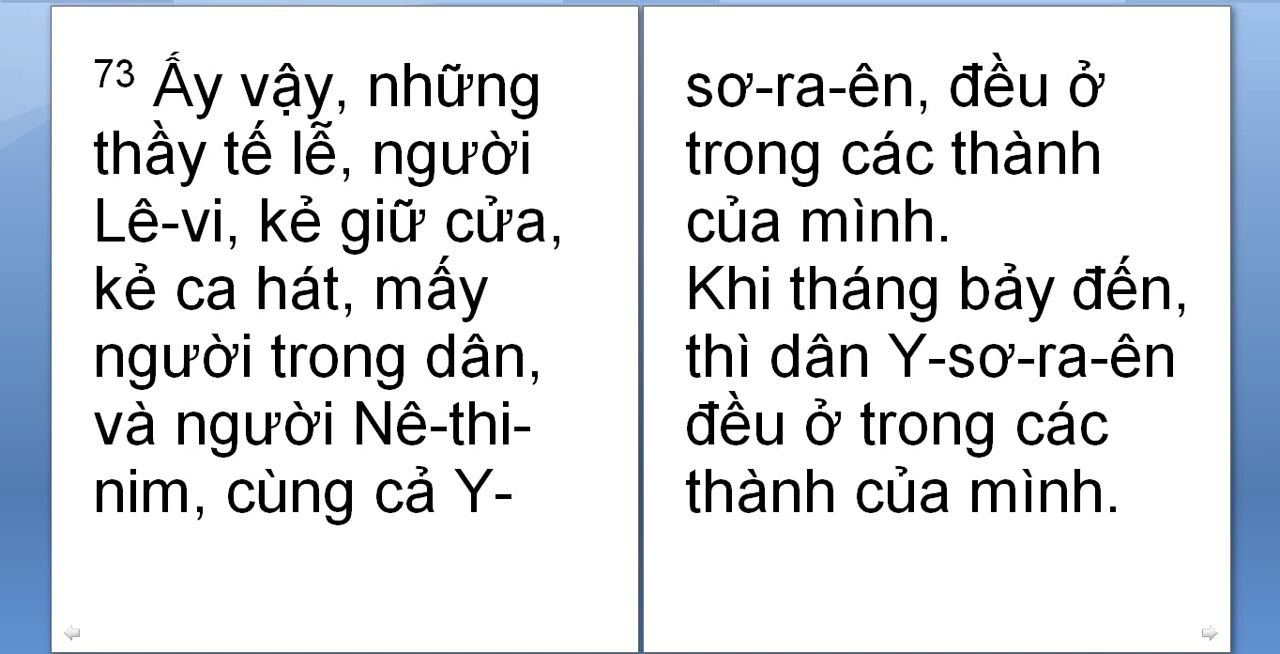 73 Ấy vậy, những
thầy tế lễ, người
Lê-vi, kẻ giữ cửa,
kẻ ca hát, mấy
người trong dân,
và người Nê-thi-
nim, cùng cả Y-
sơ-ra-ên, đều ở
trong các thành
của mình.
Khi tháng bảy đến,
thì dân Y-sơ-ra-ên
đều ở trong các
thành của mình.